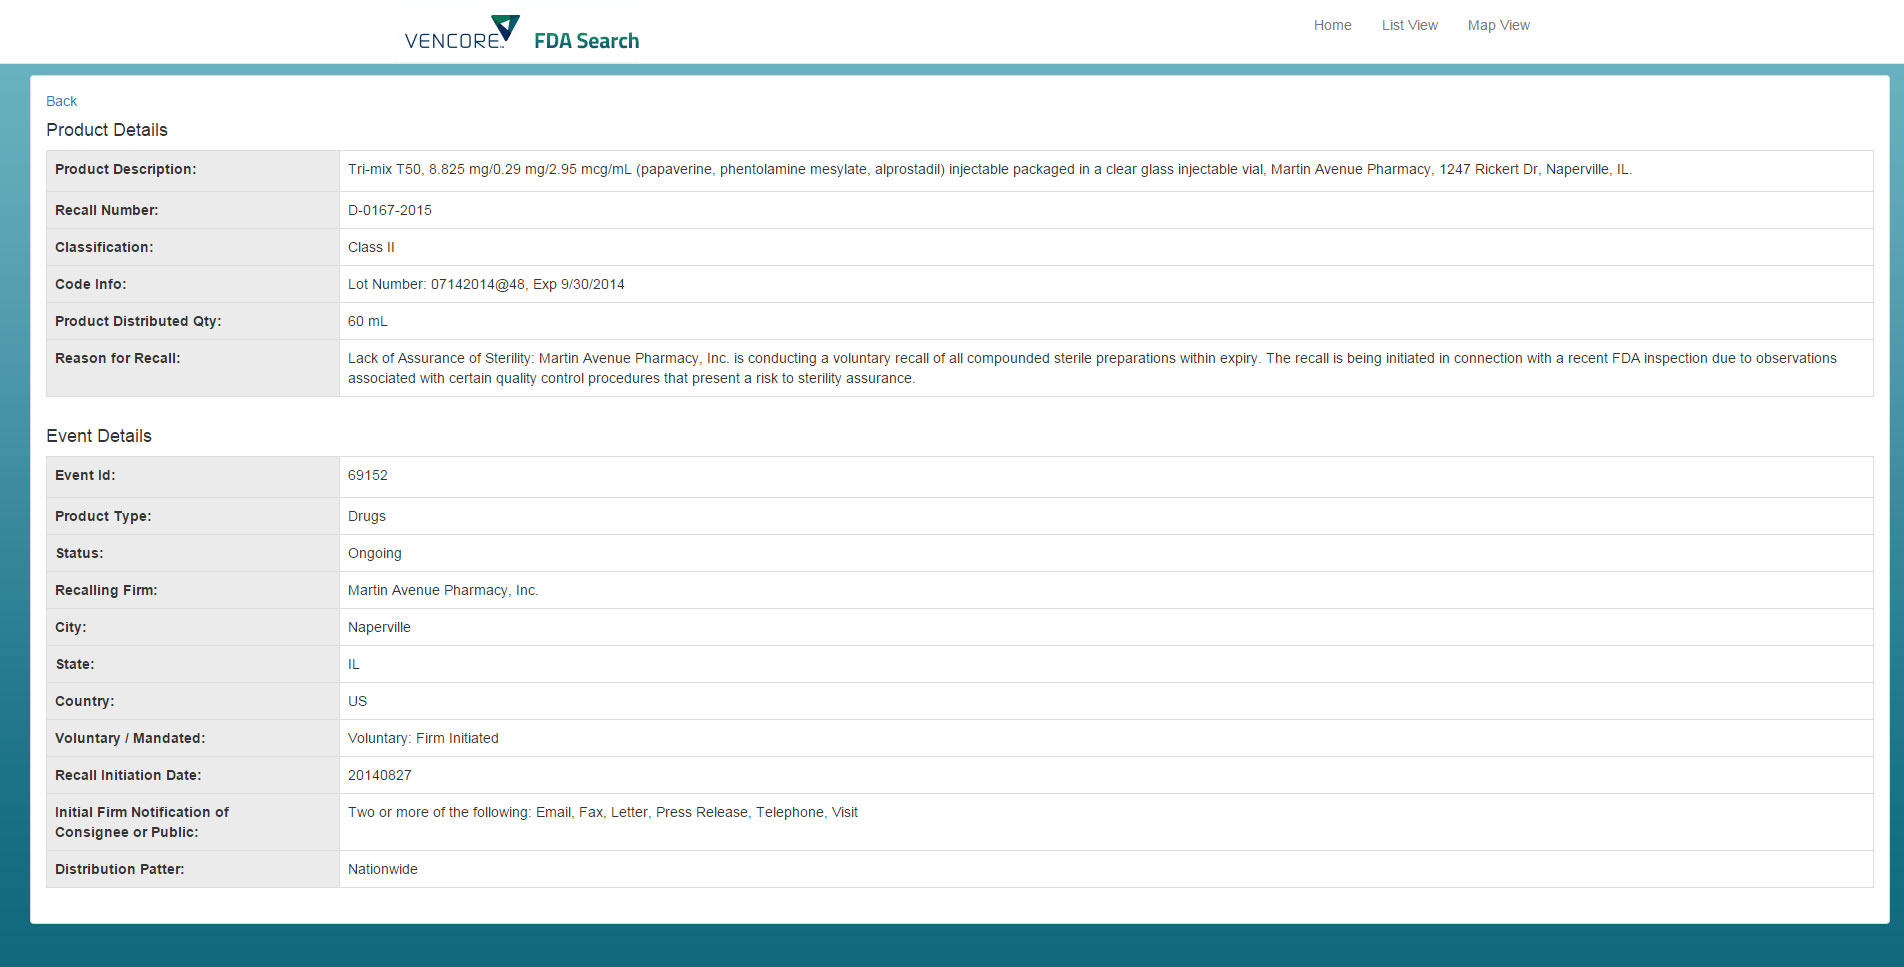 VENCORE FDA Search
Home List View Map View
Back
Product Details
Product Description: Tri-mix T50, 8.825 mg/0.29 mg/2.95 mcg/mL (papaverine, phentolamine mesylate, alprostadil) injectable packaged in a clear glass injectable vial, Martin Avenue Pharmacy, 1247 Rickert Dr, Naperville, IL.
Recall Number: D-0167-2015
Classification: Class II
Code Info: Lot Number: 07142014@48, Exp 9/30/2014
Product Distributed Qty: 60 mL
Reason for Recall: Lack of Assurance of Sterility: Martin Avenue Pharmacy, Inc. is conducting a voluntary recall of all compounded sterile preparations within expiry. The recall is being initiated in connection with a recent FDA inspection due to observations
associated with certain quality control procedures that present a risk to sterility assurance.
Event Details
Event Id: 69152
Product Type: Drugs
Status: Ongoing
Recalling Firm: Martin Avenue Pharmacy, Inc.
City: Naperville
State: IL
Country: US
Voluntary / Mandated: Voluntary: Firm Initiated
Recall Initiation Date: 20140827
Initial Firm Notification of Two or more of the following: Email, Fax, Letter, Press Release, Telephone, Visit
Consignee or Public:
Distribution Patter: Nationwide